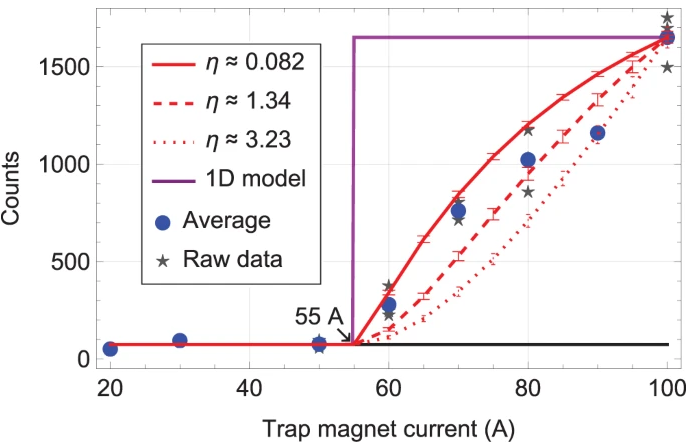 η ≈ 0.082
η ≈ 1.34
η ≈ 3.23
1D model
Average
Raw data
55 A
Counts
1500
1000
500
0
20 40 60 80 100
Trap magnet current (A)